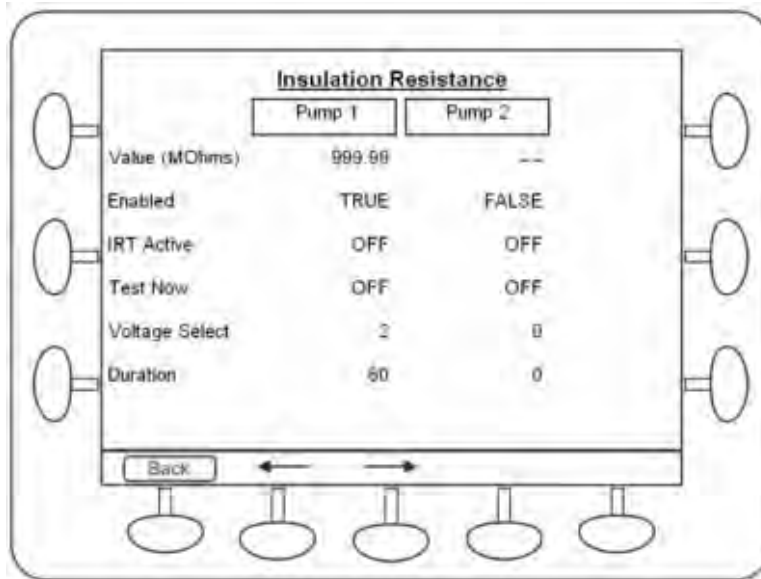 Insulation Resistance
Pump 1 Pump 2
Value (MOhms) 999.99 --
Enabled TRUE FALSE
IRT Active OFF OFF
Test Now OFF OFF
Voltage Select 2 0
Duration 60 0
Back